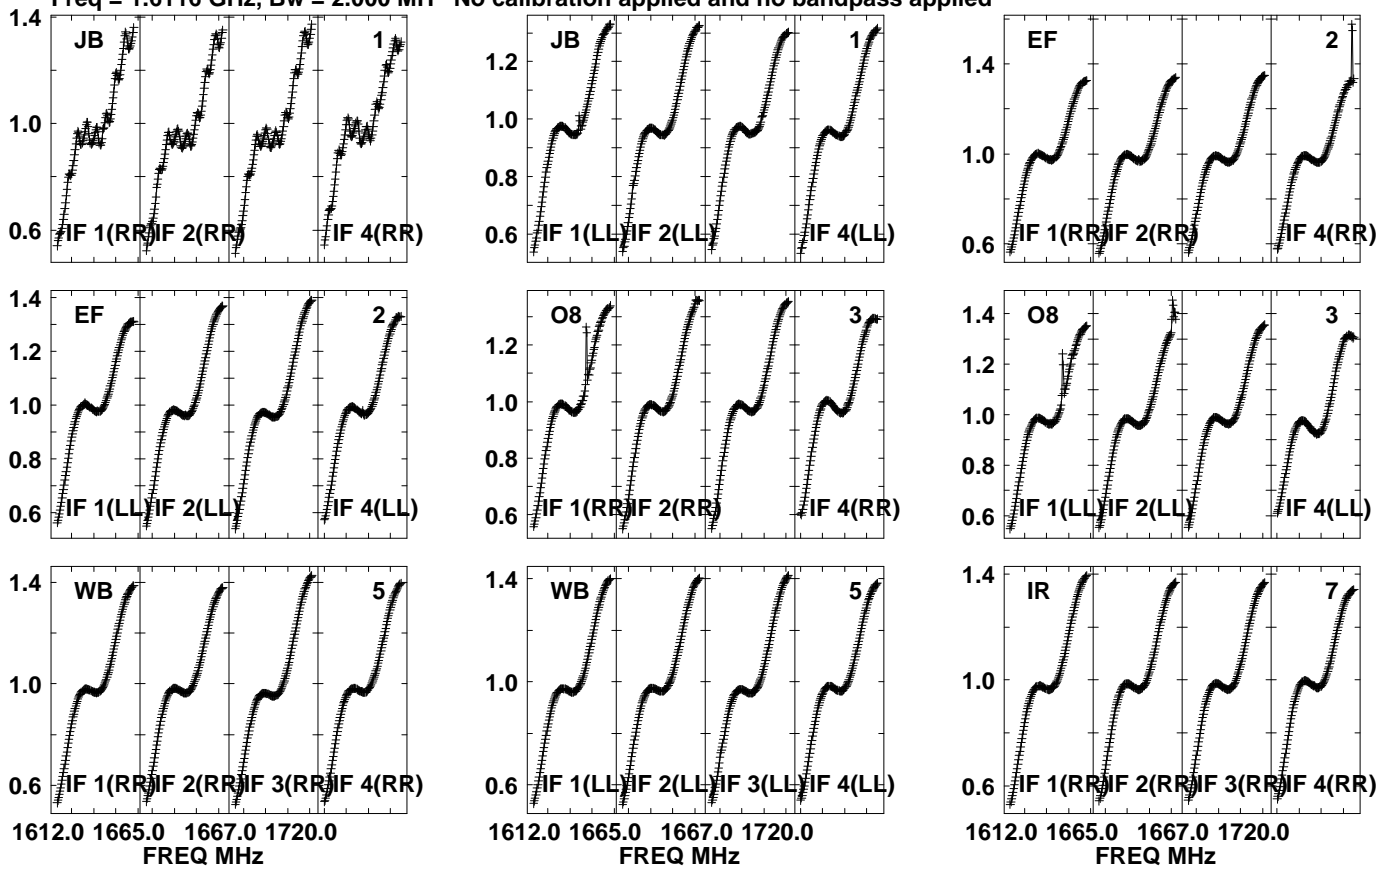 Freq = 1.6116 GHz, Bw = 2.000 MH No calibration applied and no bandpass applied
JB 1
1.4
1.0
0.6
IF 1(RR) IF 2(RR) IF 4(RR)
JB 1
1.2
1.0
0.8
0.6
IF 1(LL) IF 2(LL) IF 4(LL)
EF 2
1.4
1.0
0.6
IF 1(RR) IF 2(RR) IF 4(RR)
EF 2
1.4
1.2
1.0
0.8
0.6
IF 1(LL) IF 2(LL) IF 4(LL)
O8 3
1.2
1.0
0.8
0.6
IF 1(RR) IF 2(RR) IF 4(RR)
O8 3
1.4
1.2
1.0
0.8
0.6
IF 1(LL) IF 2(LL) IF 4(LL)
WB 5
1.4
1.0
0.6
IF 1(RR) IF 2(RR) IF 3(RR) IF 4(RR)
1612.0 1665.0 1667.0 1720.0
FREQ MHz
WB 5
1.4
1.0
0.6
IF 1(LL) IF 2(LL) IF 3(LL) IF 4(LL)
1612.0 1665.0 1667.0 1720.0
FREQ MHz
IR 7
1.4
1.0
0.6
IF 1(RR) IF 2(RR) IF 3(RR) IF 4(RR)
1612.0 1665.0 1667.0 1720.0
FREQ MHz